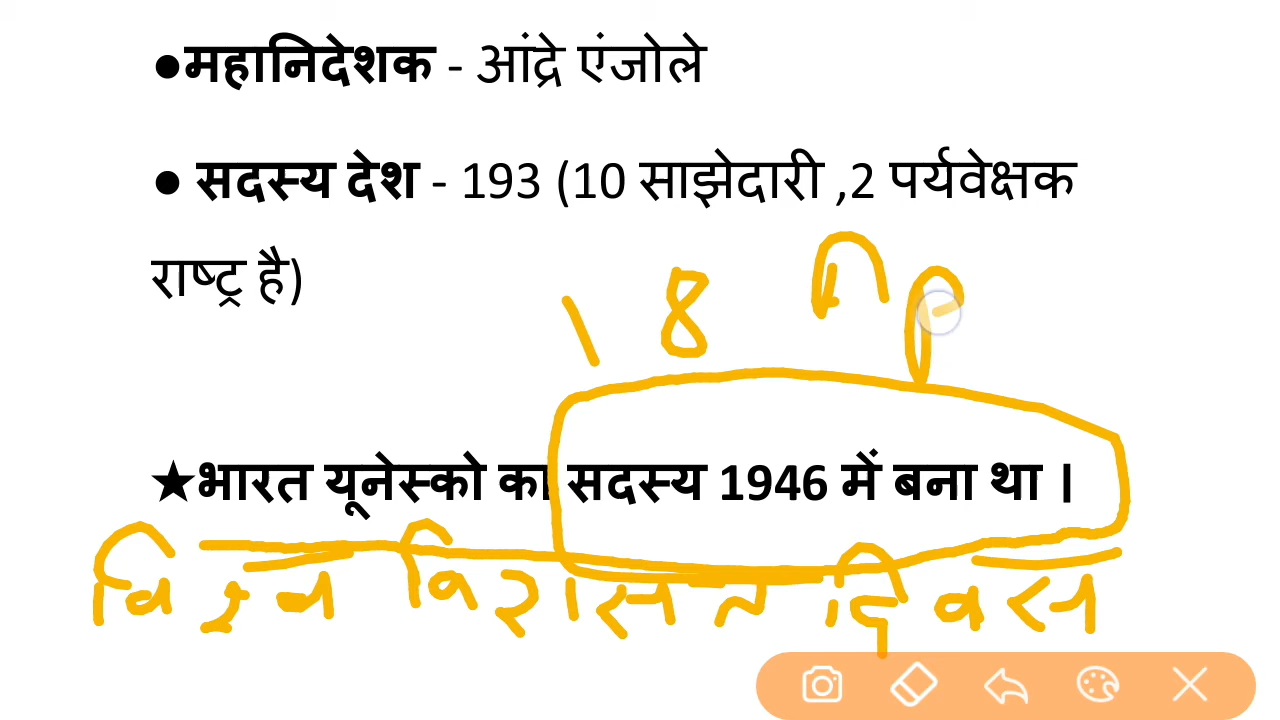 ●महानिदेशक - आंद्रे एंजोले
● सदस्य देश - 193 (10 साझेदारी ,2 पर्यवेक्षक
राष्ट्र है)
18
★भारत यूनेस्को का सदस्य 1946 में बना था ।
विश्व विरासत दिवस